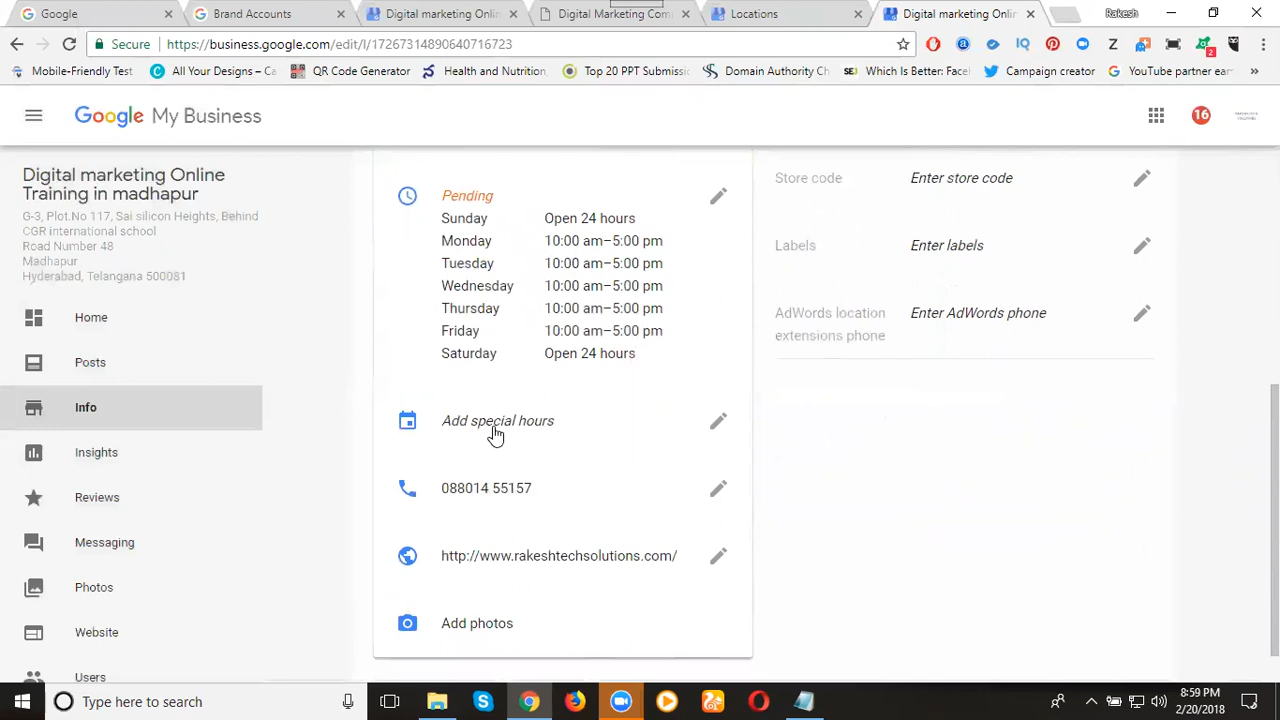 Google
Brand Accounts
Digital marketing Onlin
Digital Marketing Com
Locations
Digital marketing Onlin
Rakesh
Secure
https://business.google.com/edit/l/17267314890640716723
Mobile-Friendly Test
All Your Designs – Ca
QR Code Generator
Health and Nutrition,
Top 20 PPT Submissio
Domain Authority Ch
Which Is Better: Facel
Campaign creator
YouTube partner earn
Google My Business
16
Digital marketing Online
Training in madhapur
G-3, Plot.No 117, Sai silicon Heights, Behind
CGR international school
Road Number 48
Madhapur
Hyderabad, Telangana 500081
Home
Posts
Info
Insights
Reviews
Messaging
Photos
Website
Users
Pending
Sunday Open 24 hours
Monday 10:00 am–5:00 pm
Tuesday 10:00 am–5:00 pm
Wednesday 10:00 am–5:00 pm
Thursday 10:00 am–5:00 pm
Friday 10:00 am–5:00 pm
Saturday Open 24 hours
Add special hours
088014 55157
http://www.rakeshtechsolutions.com/
Add photos
Store code Enter store code
Labels Enter labels
AdWords location Enter AdWords phone
extensions phone
Type here to search
8:59 PM
2/20/2018